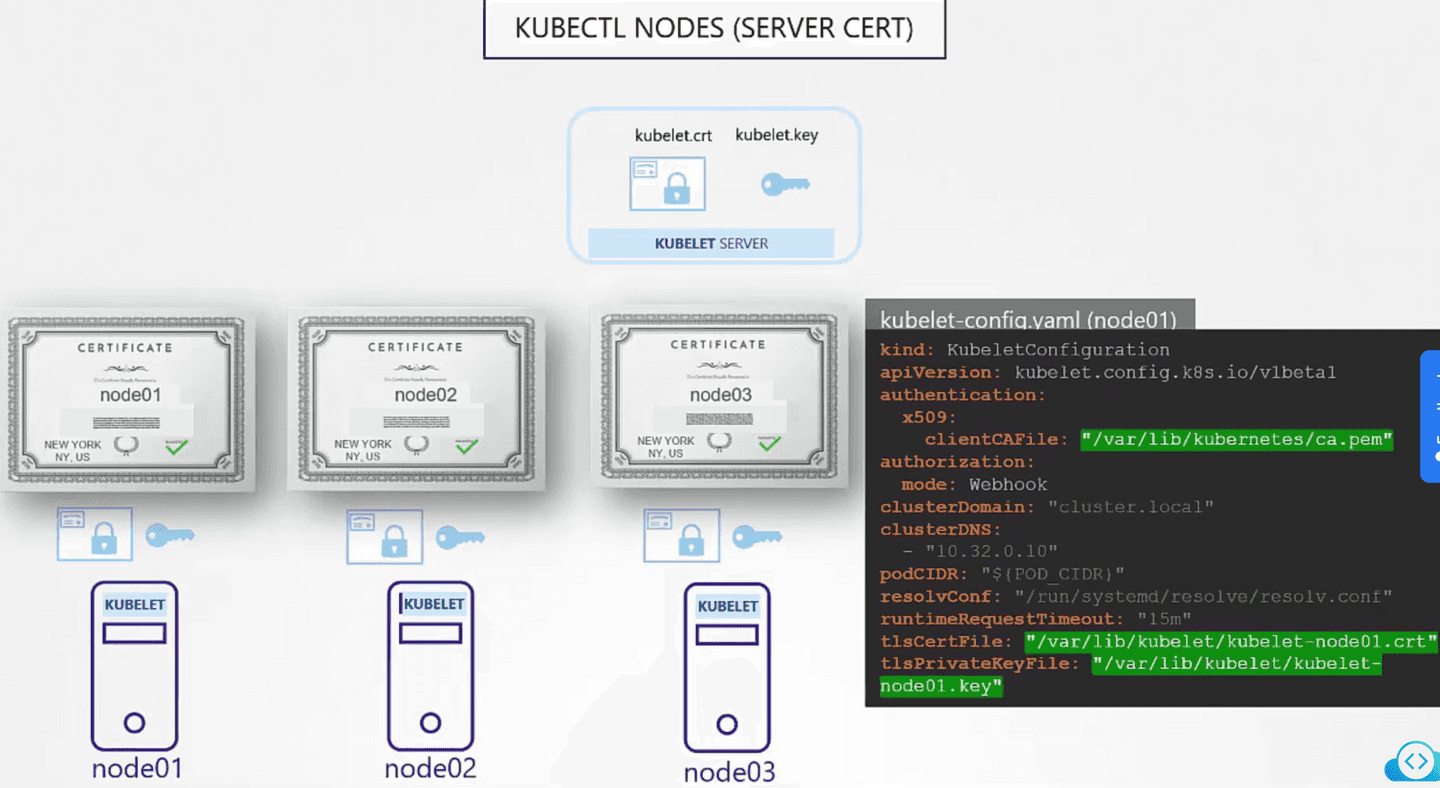 KUBECTL NODES (SERVER CERT)
kubelet.crt kubelet.key
KUBELET SERVER
CERTIFICATE
node01
NEW YORK
NY, US
CERTIFICATE
node02
NEW YORK
NY, US
CERTIFICATE
node03
NEW YORK
NY, US
KUBELET
node01
KUBELET
node02
KUBELET
node03
kubelet-config.yaml (node01)
kind: KubeletConfiguration
apiVersion: kubelet.config.k8s.io/v1beta1
authentication:
  x509:
    clientCAFile: "/var/lib/kubernetes/ca.pem"
authorization:
  mode: Webhook
clusterDomain: "cluster.local"
clusterDNS:
  - "10.32.0.10"
podCIDR: "${POD_CIDR}"
resolvConf: "/run/systemd/resolve/resolv.conf"
runtimeRequestTimeout: "15m"
tlsCertFile: "/var/lib/kubelet/kubelet-node01.crt"
tlsPrivateKeyFile: "/var/lib/kubelet/kubelet-
node01.key"